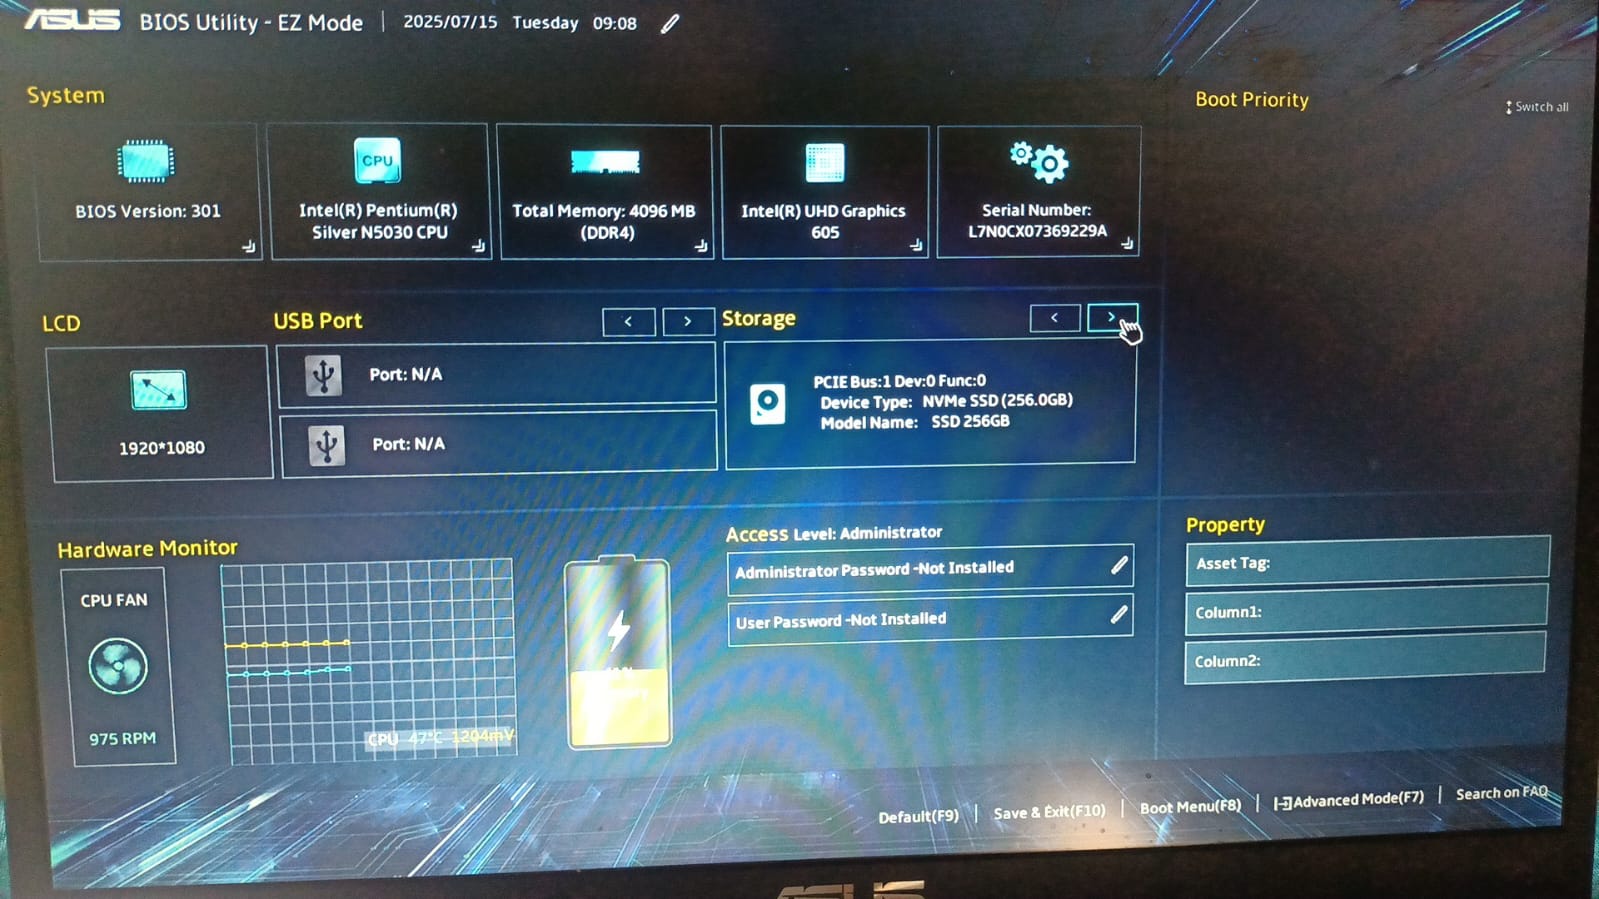 ASUS BIOS Utility - EZ Mode 2025/07/15 Tuesday 09:08
System
BIOS Version: 301
CPU
Intel(R) Pentium(R)
Silver N5030 CPU
Total Memory: 4096 MB
(DDR4)
Intel(R) UHD Graphics
605
Serial Number:
L7N0CX07369229A
Boot Priority
Switch all
LCD
1920*1080
USB Port < >
Port: N/A
Port: N/A
Storage < >
PCIE Bus:1 Dev:0 Func:0
Device Type: NVMe SSD (256.0GB)
Model Name: SSD 256GB
Hardware Monitor
CPU FAN
975 RPM
CPU 47°C 1204mV
Access Level: Administrator
Administrator Password -Not Installed
User Password -Not Installed
Property
Asset Tag:
Column1:
Column2:
Default(F9) | Save & Exit(F10) | Boot Menu(F8) | Advanced Mode(F7) | Search on FAQ
ASUS